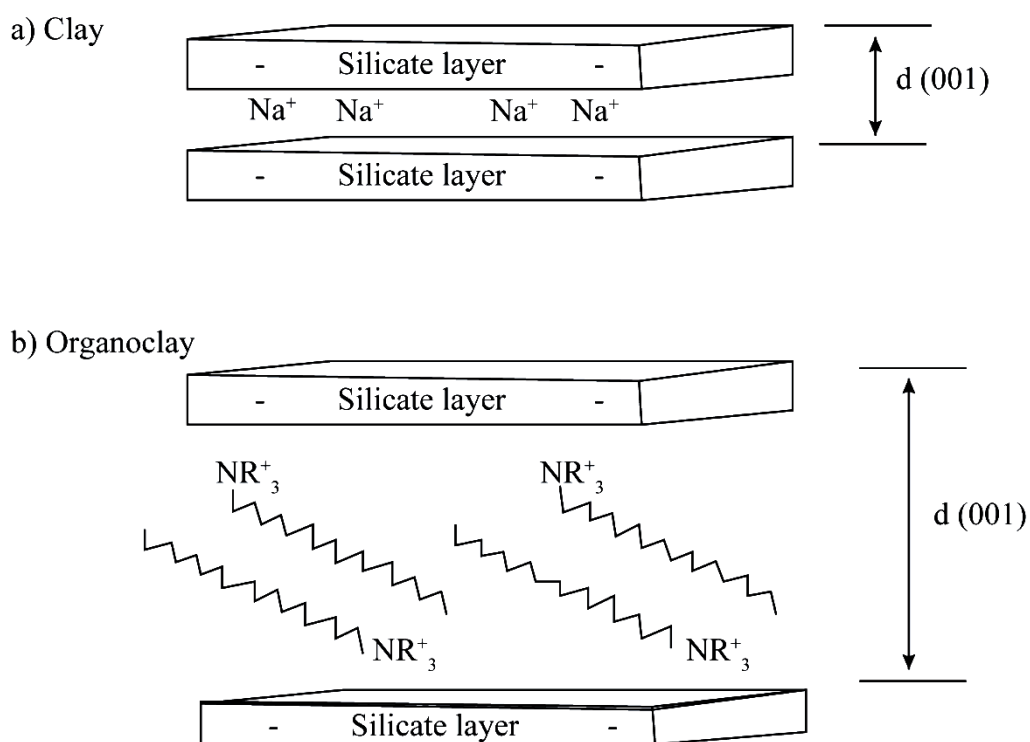 a) Clay
- Silicate layer -
d (001)
Na⁺ Na⁺ Na⁺ Na⁺
- Silicate layer -
b) Organoclay
- Silicate layer -
NR⁺₃ NR⁺₃
d (001)
NR⁺₃ NR⁺₃
- Silicate layer -